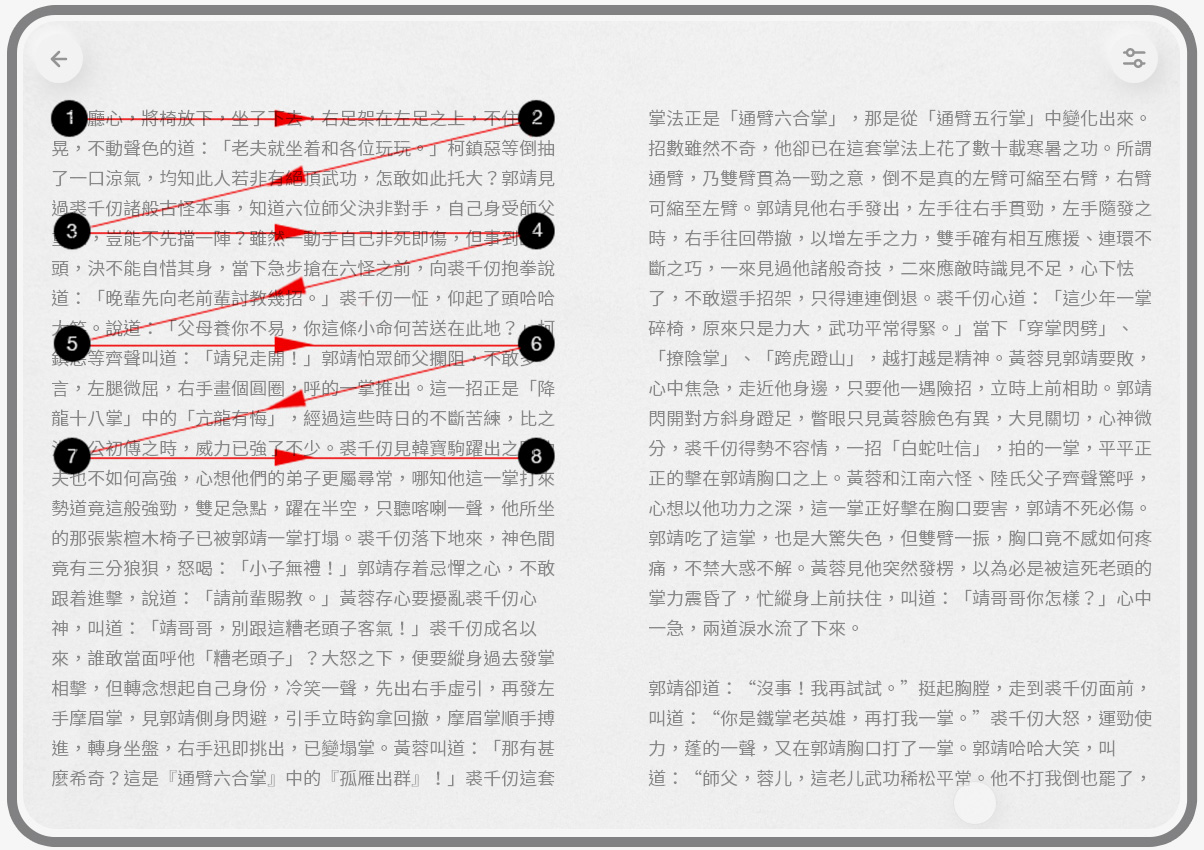 1 廳心，將椅放下，坐了下去，右足架在左足之上，不住 2
晃，不動聲色的道：「老夫就坐着和各位玩玩。」柯鎮惡等倒抽
了一口涼氣，均知此人若非有絕頂武功，怎敢如此托大？郭靖見
過裘千仞諸般古怪本事，知道六位師父決非對手，自己身受師父
3 ，豈能不先擋一陣？雖然一動手自己非死即傷，但事到 4
頭，決不能自惜其身，當下急步搶在六怪之前，向裘千仞抱拳說
道：「晚輩先向老前輩討教幾招。」裘千仞一怔，仰起了頭哈哈
大笑。說道：「父母養你不易，你這條小命何苦送在此地？」柯
5 等齊聲叫道：「靖兒走開！」郭靖怕眾師父攔阻，不敢多 6
言，左腿微屈，右手畫個圓圈，呼的一掌推出。這一招正是「降
龍十八掌」中的「亢龍有悔」，經過這些時日的不斷苦練，比之
7 公初傳之時，威力已強了不少。裘千仞見韓寶駒躍出之 8
夫也不如何高強，心想他們的弟子更屬尋常，哪知他這一掌打來
勢道竟這般強勁，雙足急點，躍在半空，只聽喀喇一聲，他所坐
的那張紫檀木椅子已被郭靖一掌打塌。裘千仞落下地來，神色間
竟有三分狼狽，怒喝：「小子無禮！」郭靖存着忌憚之心，不敢
跟着進擊，說道：「請前輩賜教。」黃蓉存心要擾亂裘千仞心
神，叫道：「靖哥哥，別跟這糟老頭子客氣！」裘千仞成名以
來，誰敢當面呼他「糟老頭子」？大怒之下，便要縱身過去發掌
相擊，但轉念想起自己身份，冷笑一聲，先出右手虛引，再發左
手摩眉掌，見郭靖側身閃避，引手立時鈎拿回撤，摩眉掌順手搏
進，轉身坐盤，右手迅即挑出，已變塌掌。黃蓉叫道：「那有甚
麼希奇？這是『通臂六合掌』中的『孤雁出群』！」裘千仞這套
掌法正是「通臂六合掌」，那是從「通臂五行掌」中變化出來。
招數雖然不奇，他卻已在這套掌法上花了數十載寒暑之功。所謂
通臂，乃雙臂貫為一勁之意，倒不是真的左臂可縮至右臂，右臂
可縮至左臂。郭靖見他右手發出，左手往右手貫勁，左手隨發之
時，右手往回帶撤，以增左手之力，雙手確有相互應援、連環不
斷之巧，一來見過他諸般奇技，二來應敵時識見不足，心下怯
了，不敢還手招架，只得連連倒退。裘千仞心道：「這少年一掌
碎椅，原來只是力大，武功平常得緊。」當下「穿掌閃劈」、
「撩陰掌」、「跨虎蹬山」，越打越是精神。黃蓉見郭靖要敗，
心中焦急，走近他身邊，只要他一遇險招，立時上前相助。郭靖
閃開對方斜身蹬足，瞥眼只見黃蓉臉色有異，大見關切，心神微
分，裘千仞得勢不容情，一招「白蛇吐信」，拍的一掌，平平正
正的擊在郭靖胸口之上。黃蓉和江南六怪、陸氏父子齊聲驚呼，
心想以他功力之深，這一掌正好擊在胸口要害，郭靖不死必傷。
郭靖吃了這掌，也是大驚失色，但雙臂一振，胸口竟不感如何疼
痛，不禁大惑不解。黃蓉見他突然發楞，以為必是被這死老頭的
掌力震昏了，忙縱身上前扶住，叫道：「靖哥哥你怎樣？」心中
一急，兩道淚水流了下來。
郭靖卻道：“沒事！我再試試。”挺起胸膛，走到裘千仞面前，
叫道：“你是鐵掌老英雄，再打我一掌。”裘千仞大怒，運勁使
力，蓬的一聲，又在郭靖胸口打了一掌。郭靖哈哈大笑，叫
道：“師父，蓉儿，這老儿武功稀松平常。他不打我倒也罷了，